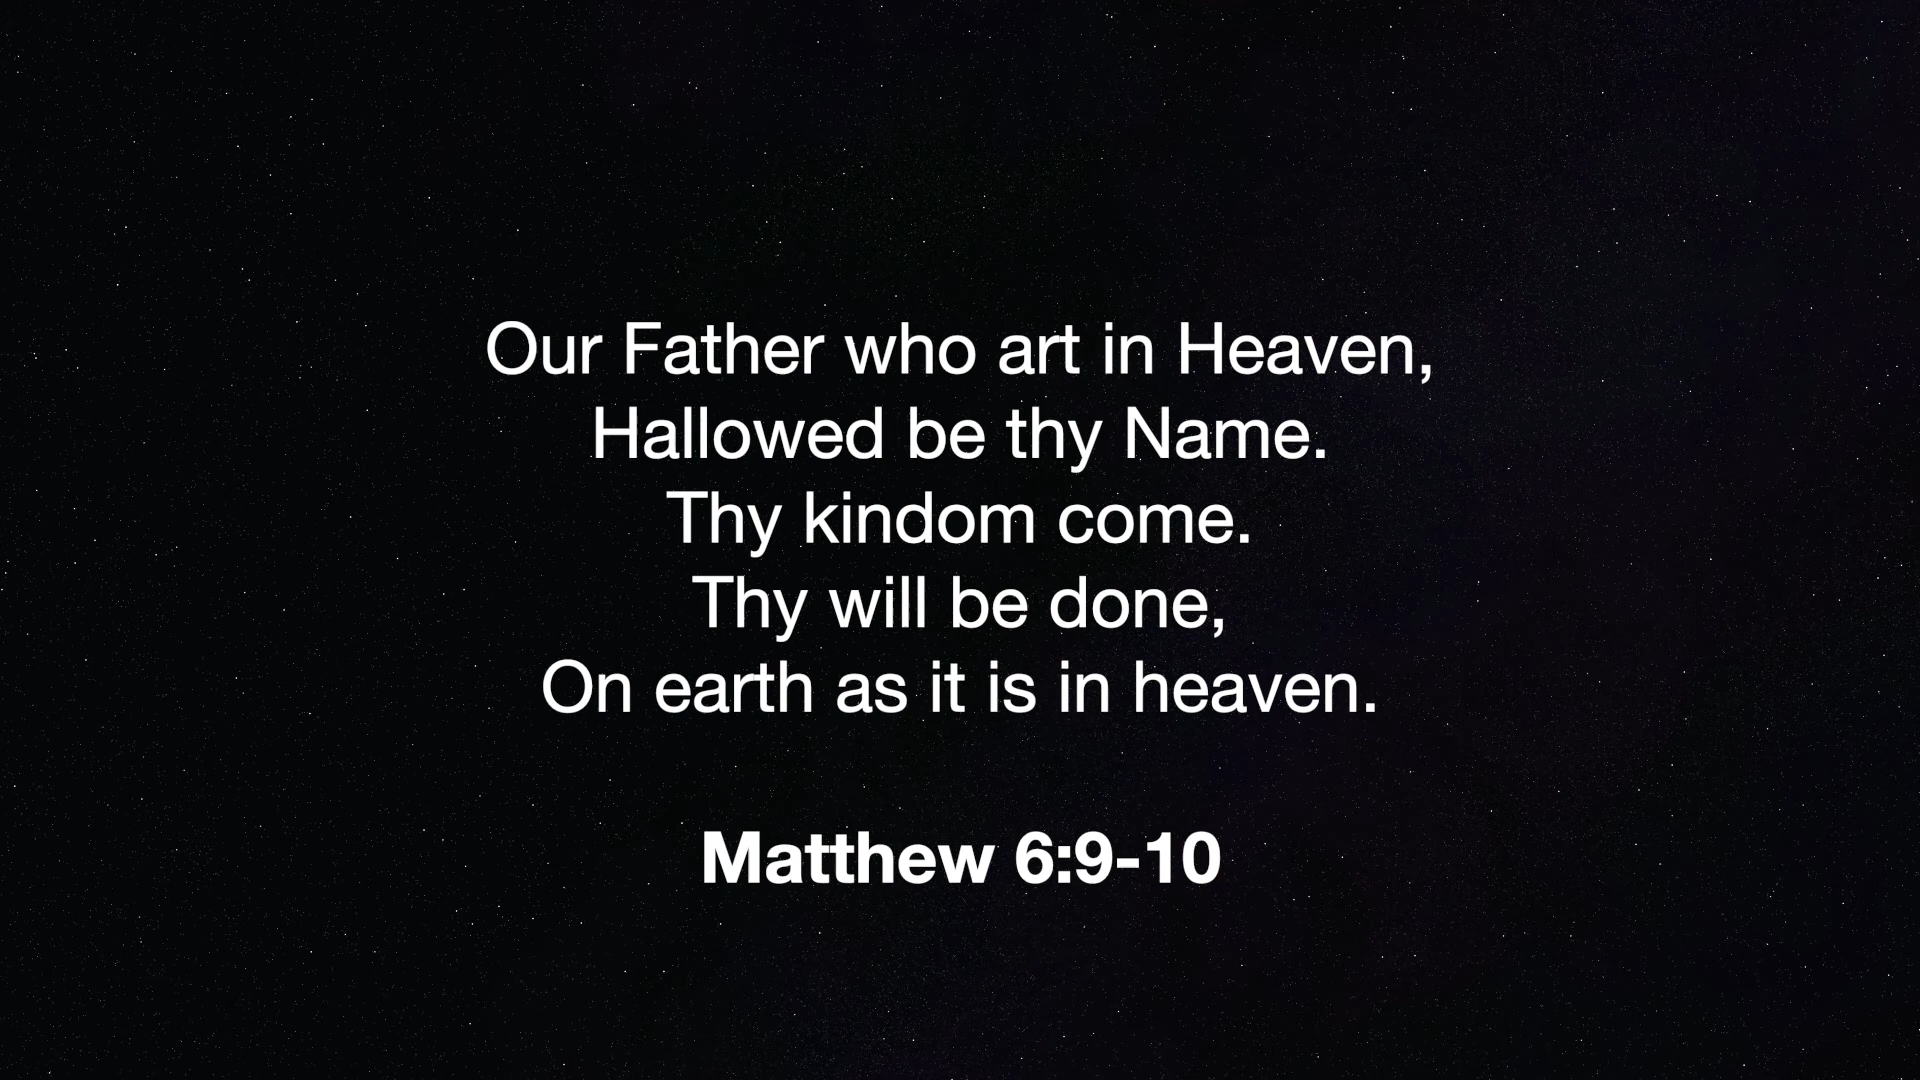 Our Father who art in Heaven,
Hallowed be thy Name.
Thy kindom come.
Thy will be done,
On earth as it is in heaven.
Matthew 6:9-10